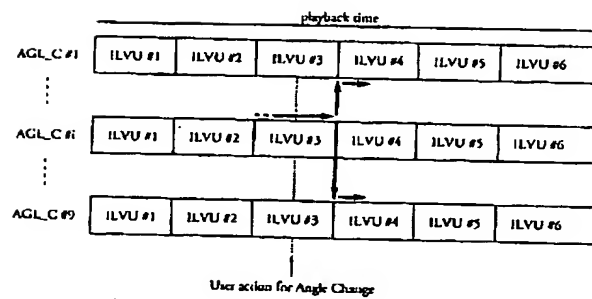 playback time
AGL_C #1 ILVU #1 ILVU #2 ILVU #3 ILVU #4 ILVU #5 ILVU #6
AGL_C #i ILVU #1 ILVU #2 ILVU #3 ILVU #4 ILVU #5 ILVU #6
AGL_C #9 ILVU #1 ILVU #2 ILVU #3 ILVU #4 ILVU #5 ILVU #6
User action for Angle Change